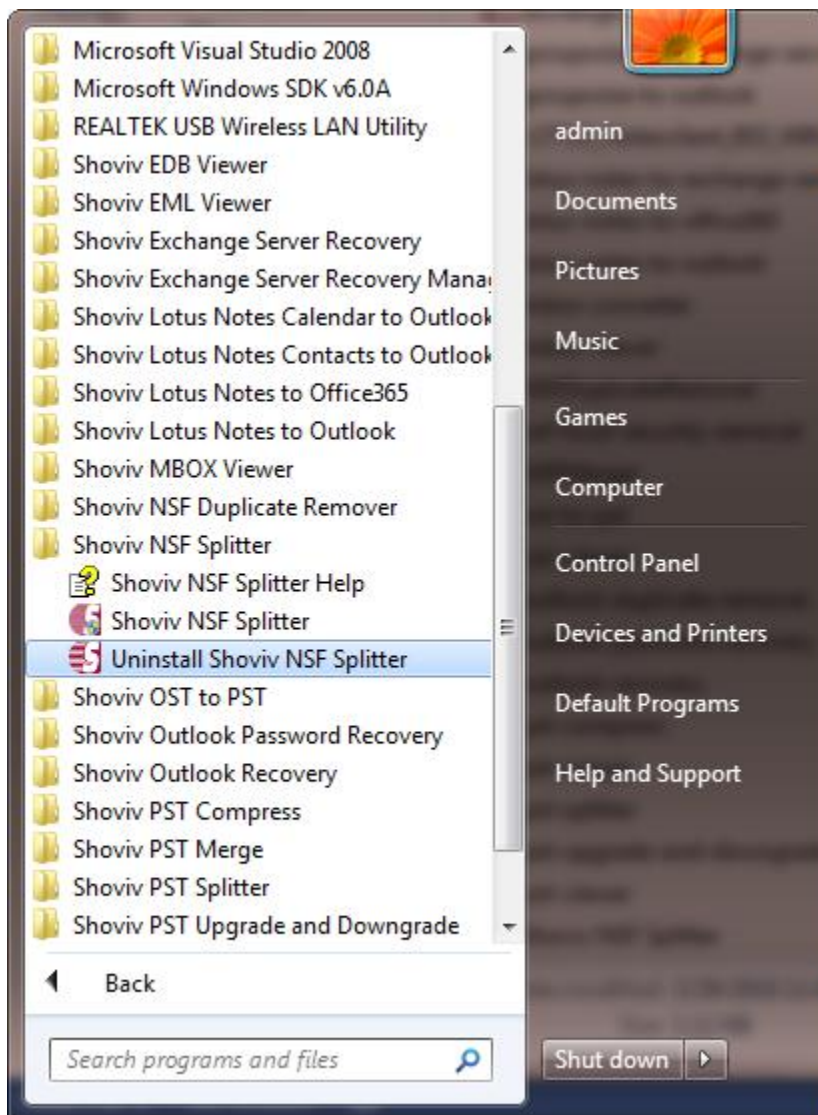 Microsoft Visual Studio 2008
Microsoft Windows SDK v6.0A
REALTEK USB Wireless LAN Utility
Shoviv EDB Viewer
Shoviv EML Viewer
Shoviv Exchange Server Recovery
Shoviv Exchange Server Recovery Mana
Shoviv Lotus Notes Calendar to Outlook
Shoviv Lotus Notes Contacts to Outlook
Shoviv Lotus Notes to Office365
Shoviv Lotus Notes to Outlook
Shoviv MBOX Viewer
Shoviv NSF Duplicate Remover
Shoviv NSF Splitter
Shoviv NSF Splitter Help
Shoviv NSF Splitter
Uninstall Shoviv NSF Splitter
Shoviv OST to PST
Shoviv Outlook Password Recovery
Shoviv Outlook Recovery
Shoviv PST Compress
Shoviv PST Merge
Shoviv PST Splitter
Shoviv PST Upgrade and Downgrade
Back
Search programs and files
admin
Documents
Pictures
Music
Games
Computer
Control Panel
Devices and Printers
Default Programs
Help and Support
Shut down